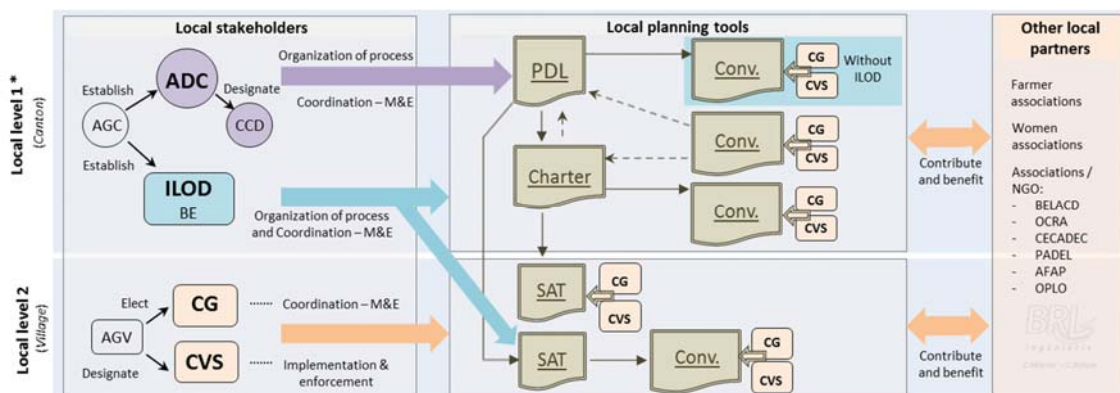 Local stakeholders
Local planning tools
Other local
partners
Local level 1 *
(Canton)
Establish
ADC
Designate
AGC
CCD
Establish
ILOD
BE
Organization of process
Coordination – M&E
Organization of process
and Coordination – M&E
PDL
Conv.
CG
CVS
Without
ILOD
Conv.
CG
CVS
Charter
Conv.
CG
CVS
Contribute
and benefit
Farmer
associations
Women
associations
Associations /
NGO:
- BELACD
- OCRA
- CECADEC
- PADEL
- AFAP
- OPLO
Local level 2
(Village)
Elect
CG
AGV
CVS
Designate
Coordination – M&E
Implementation &
enforcement
SAT
CG
CVS
SAT
Conv.
CG
CVS
Contribute
and benefit
BRL
ingénierie